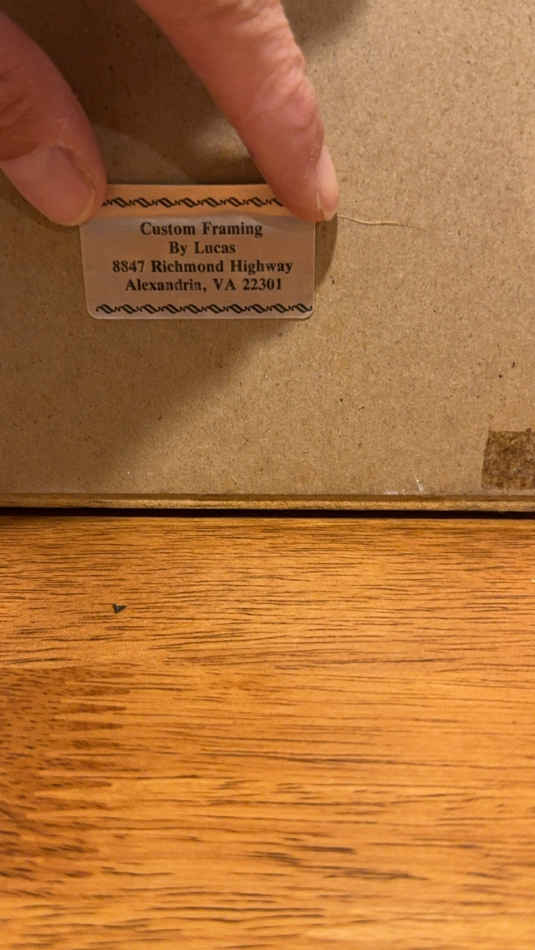 Custom Framing
By Lucas
8847 Richmond Highway
Alexandria, VA 22301